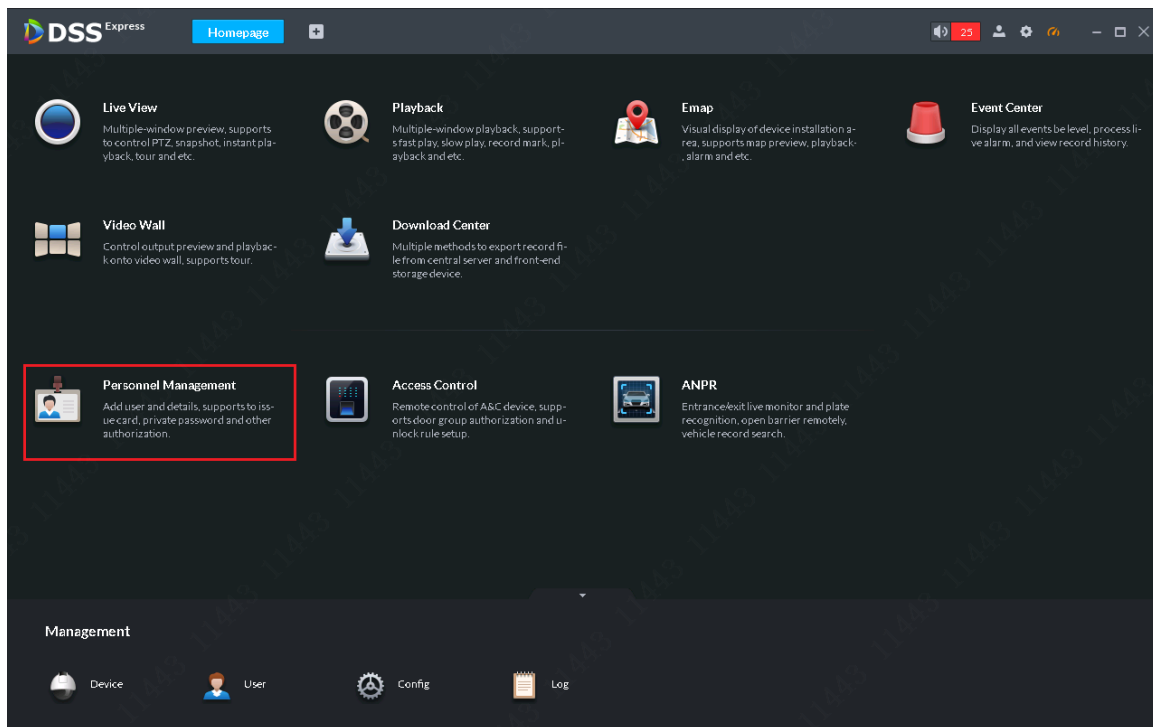 DSS Express
Homepage
25
Live View
Multiple-window preview, supports
to control PTZ, snapshot, instant pla-
yback, tour and etc.
Playback
Multiple-window playback, support-
s fast play, slow play, record mark, pl-
ayback and etc.
Emap
Visual display of device installation a-
rea, supports map preview, playback-
, alarm and etc.
Event Center
Display all events be level, process li-
ve alarm, and view record history.
Video Wall
Control output preview and playbac-
k onto video wall, supports tour.
Download Center
Multiple methods to export record fi-
le from central server and front-end
storage device.
Personnel Management
Add user and details, supports to iss-
ue card, private password and other
authorization.
Access Control
Remote control of A&C device, supp-
orts door group authorization and u-
nlock rule setup.
ANPR
Entrance/exit live monitor and plate
recognition, open barrier remotely,
vehicle record search.
Management
Device
User
Config
Log
11443 11443 11443